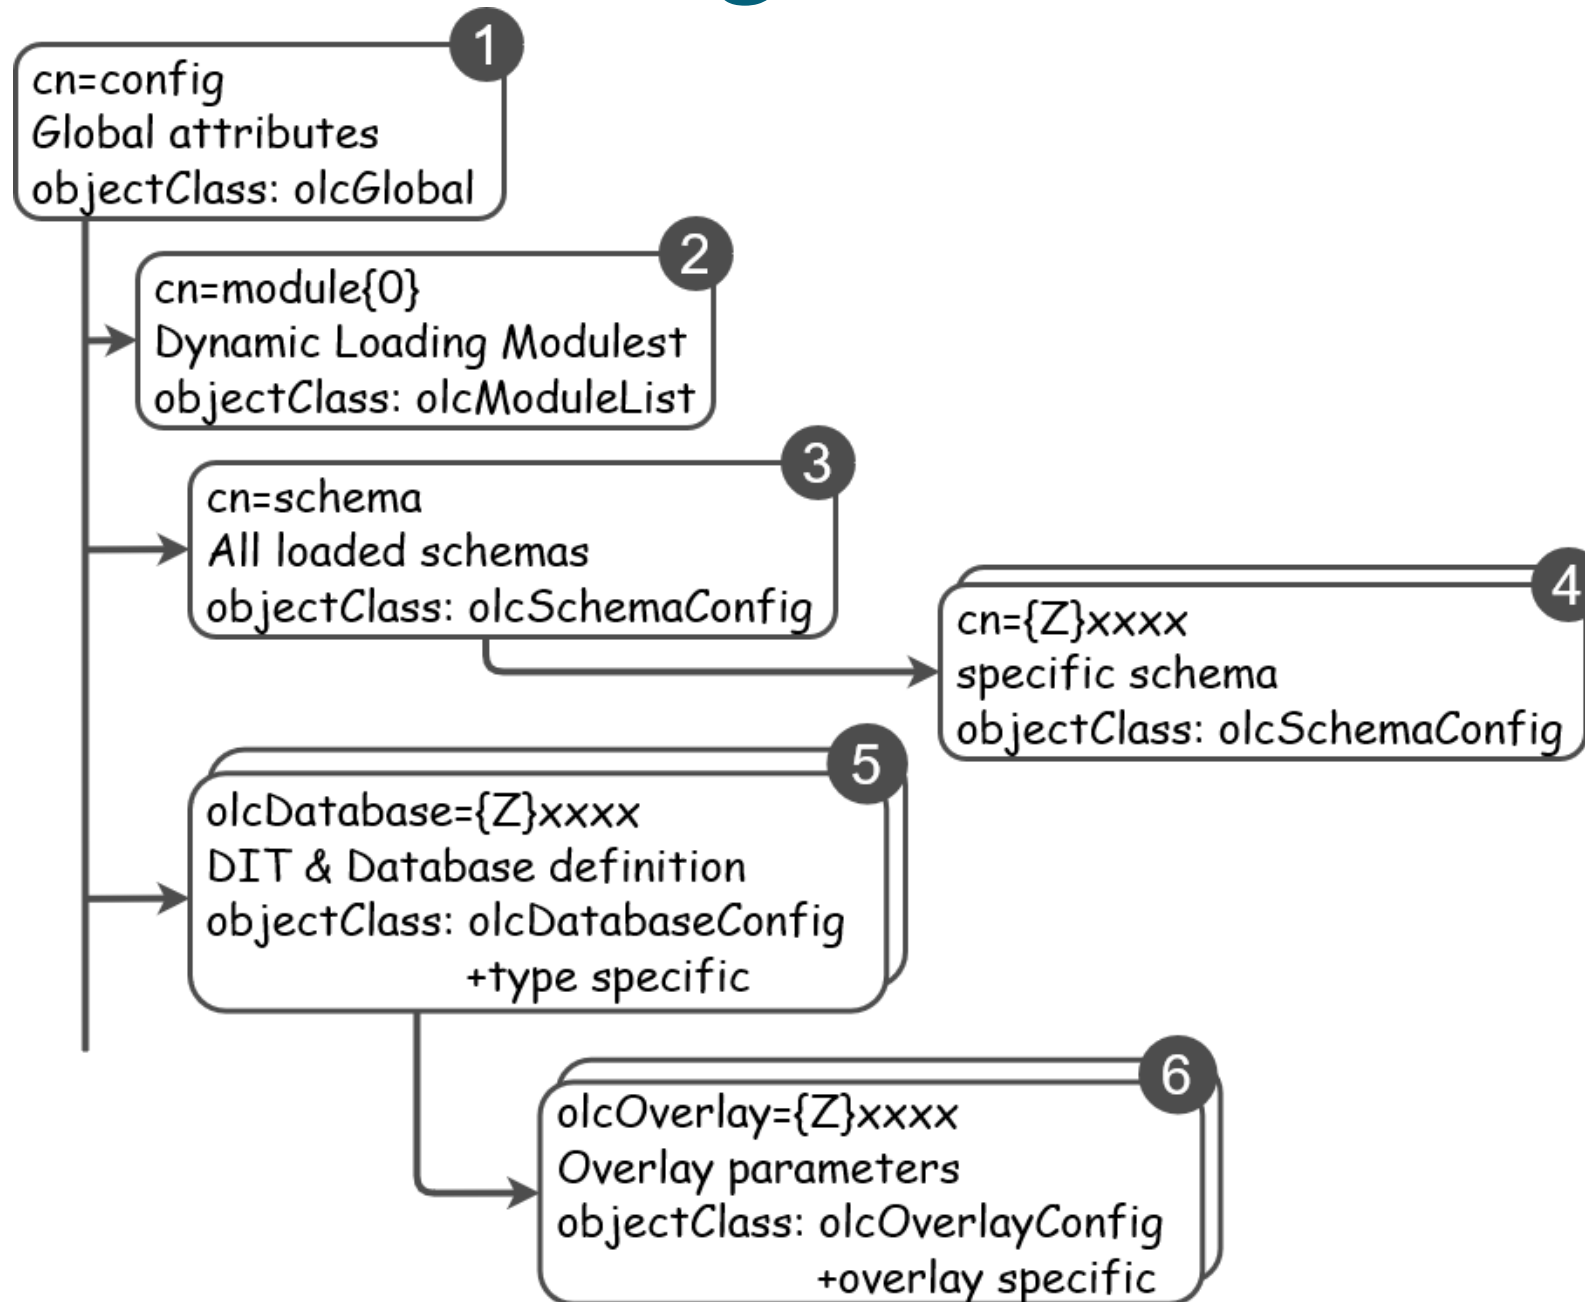 1
cn=config
Global attributes
objectClass: olcGlobal
2
cn=module{0}
Dynamic Loading Modulest
objectClass: olcModuleList
3
cn=schema
All loaded schemas
objectClass: olcSchemaConfig
4
cn={Z}xxxx
specific schema
objectClass: olcSchemaConfig
5
olcDatabase={Z}xxxx
DIT & Database definition
objectClass: olcDatabaseConfig
+type specific
6
olcOverlay={Z}xxxx
Overlay parameters
objectClass: olcOverlayConfig
+overlay specific